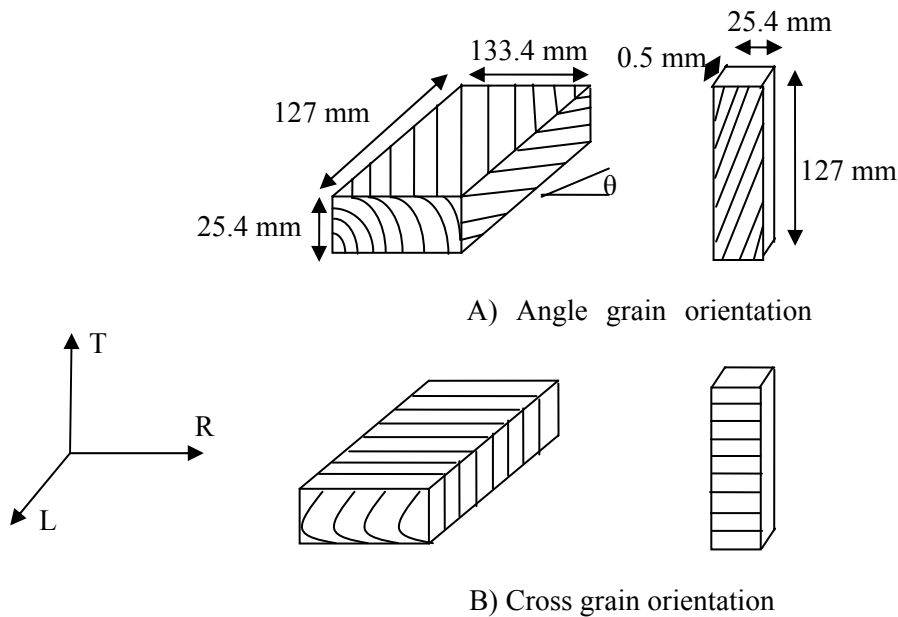 25.4 mm
133.4 mm
0.5 mm
127 mm
127 mm
θ
25.4 mm
A) Angle grain orientation
T
R
L
B) Cross grain orientation